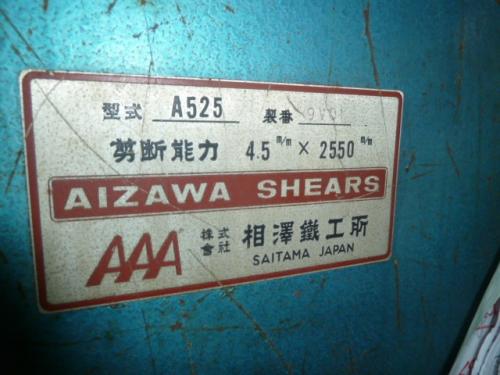 型式 A525 製番
剪断能力 4.5 m/m × 2550 m/m
AIZAWA SHEARS
AAA 株式會社 相澤鐵工所
SAITAMA JAPAN